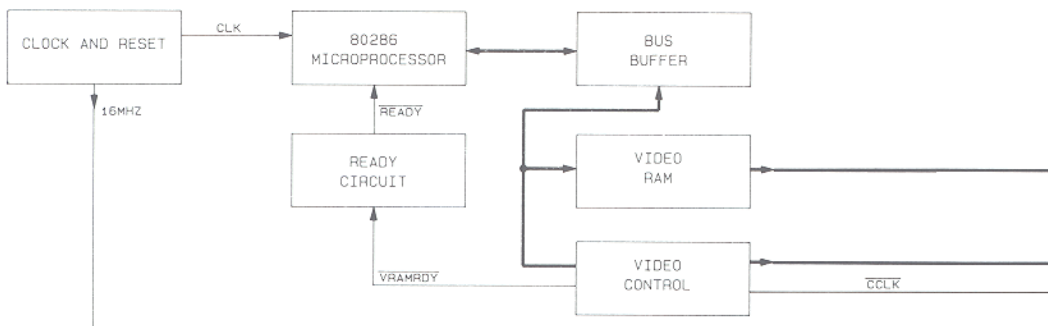 CLOCK AND RESET
CLK
80286
MICROPROCESSOR
BUS
BUFFER
16MHZ
READY
READY
CIRCUIT
VIDEO
RAM
VRAMRDY
VIDEO
CONTROL
CCLK